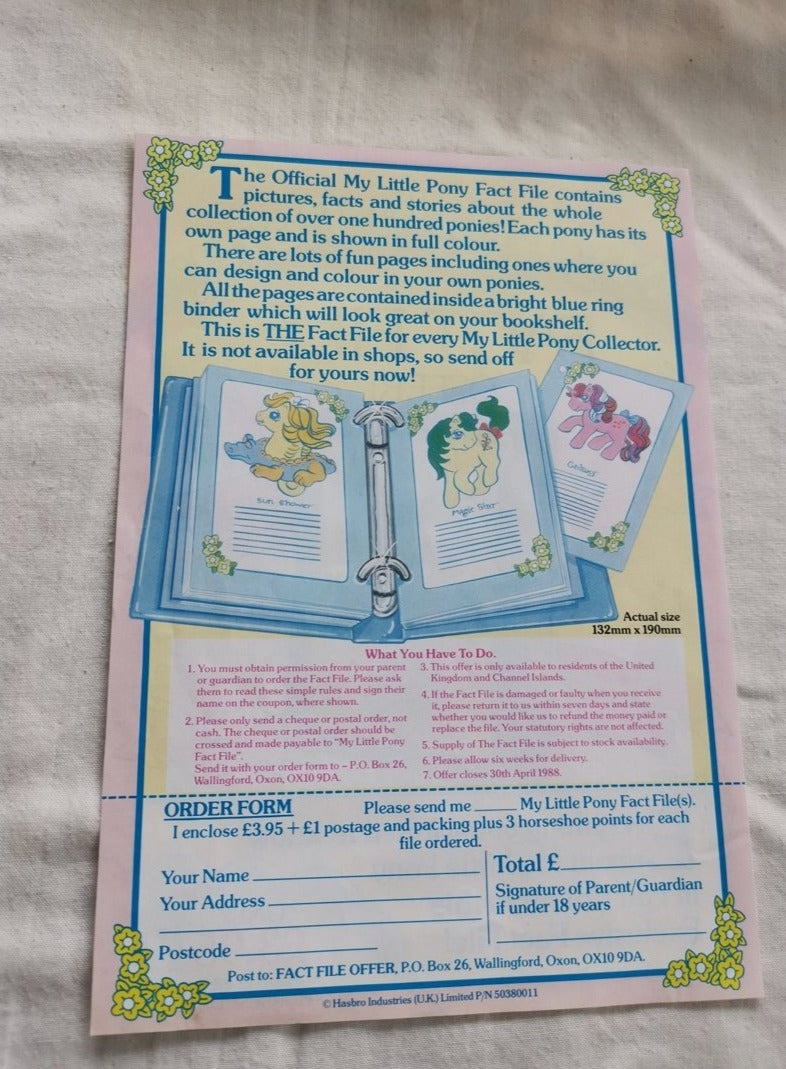 The Official My Little Pony Fact File contains
pictures, facts and stories about the whole
collection of over one hundred ponies! Each pony has its
own page and is shown in full colour.
There are lots of fun pages including ones where you
can design and colour in your own ponies.
All the pages are contained inside a bright blue ring
binder which will look great on your bookshelf.
This is THE Fact File for every My Little Pony Collector.
It is not available in shops, so send off
for yours now!
Sun Shower
Magic Star
Galaxy
Actual size
132mm x 190mm
What You Have To Do.
1. You must obtain permission from your parent
or guardian to order the Fact File. Please ask
them to read these simple rules and sign their
name on the coupon, where shown.
2. Please only send a cheque or postal order, not
cash. The cheque or postal order should be
crossed and made payable to "My Little Pony
Fact File".
Send it with your order form to – P.O. Box 26,
Wallingford, Oxon, OX10 9DA.
3. This offer is only available to residents of the United
Kingdom and Channel Islands.
4. If the Fact File is damaged or faulty when you receive
it, please return it to us within seven days and state
whether you would like us to refund the money paid or
replace the file. Your statutory rights are not affected.
5. Supply of The Fact File is subject to stock availability.
6. Please allow six weeks for delivery.
7. Offer closes 30th April 1988.
ORDER FORM Please send me ____ My Little Pony Fact File(s).
I enclose £3.95 + £1 postage and packing plus 3 horseshoe points for each
file ordered.
Your Name
Your Address
Postcode
Total £
Signature of Parent/Guardian
if under 18 years
Post to: FACT FILE OFFER, P.O. Box 26, Wallingford, Oxon, OX10 9DA.
© Hasbro Industries (U.K.) Limited P/N 50380011